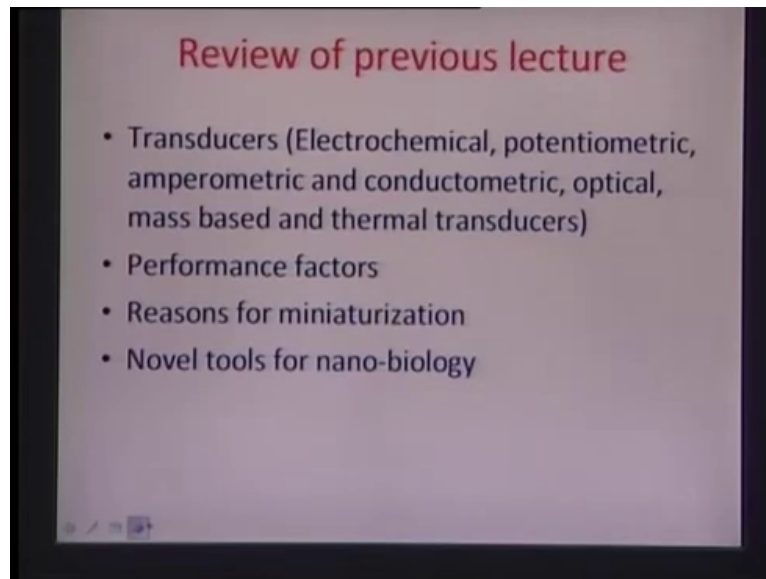 Review of previous lecture
• Transducers (Electrochemical, potentiometric,
amperometric and conductometric, optical,
mass based and thermal transducers)
• Performance factors
• Reasons for miniaturization
• Novel tools for nano-biology